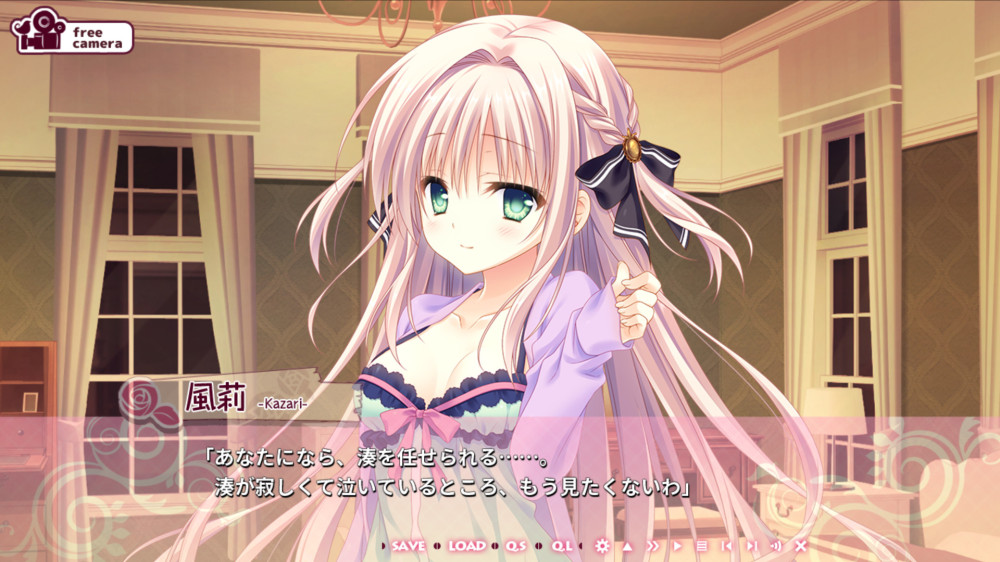 free
camera
風莉 -Kazari-
「あなたになら、湊を任せられる……。
湊が寂しくて泣いているところ、もう見たくないわ」
SAVE LOAD Q.S Q.L